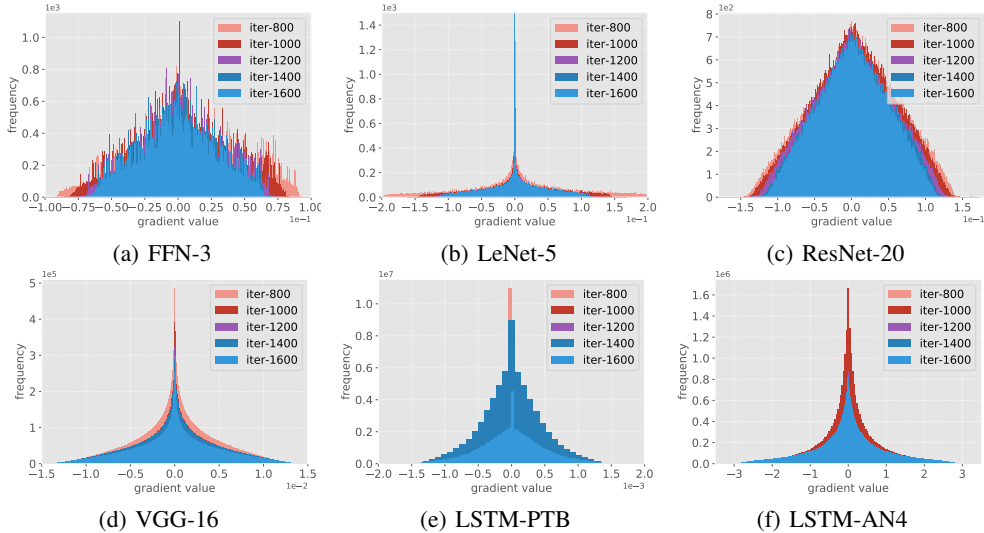 1e3
frequency
1.0
0.8
0.6
0.4
0.2
0.0
iter-800
iter-1000
iter-1200
iter-1400
iter-1600
−1.00 −0.75 −0.50 −0.25 0.00 0.25 0.50 0.75 1.00
gradient value
1e−1
(a) FFN-3
1e3
frequency
1.4
1.2
1.0
0.8
0.6
0.4
0.2
0.0
iter-800
iter-1000
iter-1200
iter-1400
iter-1600
−2.0 −1.5 −1.0 −0.5 0.0 0.5 1.0 1.5 2.0
gradient value
1e−1
(b) LeNet-5
1e2
frequency
8
7
6
5
4
3
2
1
0
iter-800
iter-1000
iter-1200
iter-1400
iter-1600
−1.5 −1.0 −0.5 0.0 0.5 1.0 1.5
gradient value
1e−1
(c) ResNet-20
1e5
frequency
5
4
3
2
1
0
iter-800
iter-1000
iter-1200
iter-1400
iter-1600
−1.5 −1.0 −0.5 0.0 0.5 1.0 1.5
gradient value
1e−2
(d) VGG-16
1e7
frequency
1.0
0.8
0.6
0.4
0.2
0.0
iter-800
iter-1000
iter-1200
iter-1400
iter-1600
−2.0 −1.5 −1.0 −0.5 0.0 0.5 1.0 1.5 2.0
gradient value
1e−3
(e) LSTM-PTB
1e6
frequency
1.6
1.4
1.2
1.0
0.8
0.6
0.4
0.2
0.0
iter-800
iter-1000
iter-1200
iter-1400
iter-1600
−3 −2 −1 0 1 2 3
gradient value
(f) LSTM-AN4